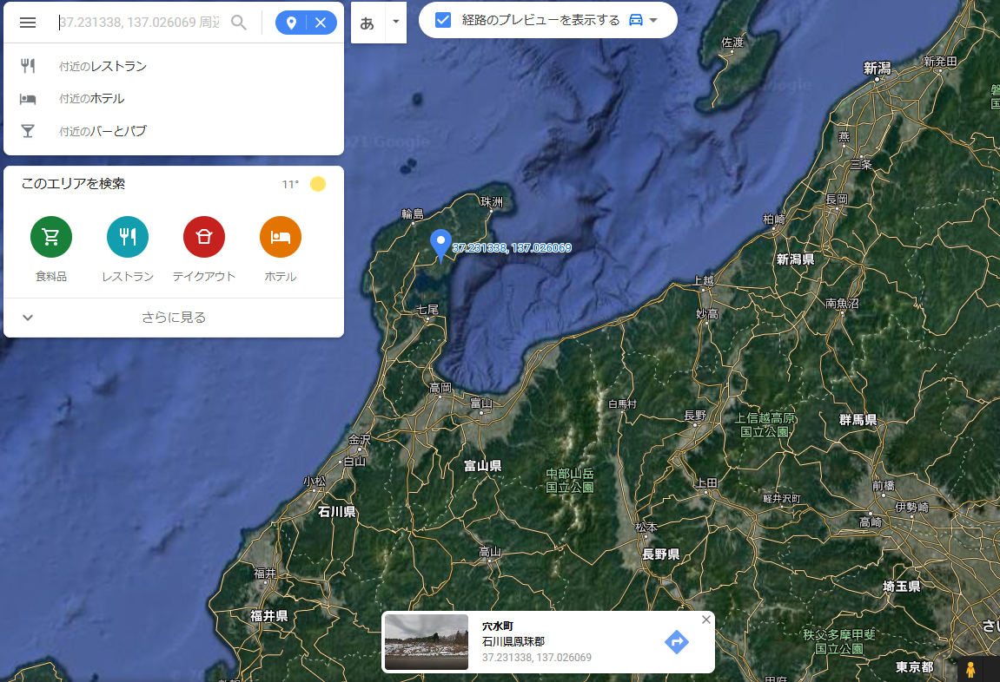 37.231338, 137.026069 周辺
付近のレストラン
付近のホテル
付近のバーとパブ
このエリアを検索
11°
食料品
レストラン
テイクアウト
ホテル
さらに見る
あ
経路のプレビューを表示する
佐渡
新潟
新発田
燕
三条
長岡
柏崎
新潟県
珠洲
輪島
37.231338, 137.026069
上越
南魚沼
妙高
七尾
高岡
富山
白馬村
長野
上信越高原
国立公園
群馬県
金沢
白山
富山県
中部山岳
国立公園
小松
石川県
上田
軽井沢町
前橋
伊勢崎
高崎
松本
長野県
高山
福井
福井県
埼玉県
秩父多摩甲斐
国立公園
東京都
穴水町
石川県鳳珠郡
37.231338, 137.026069